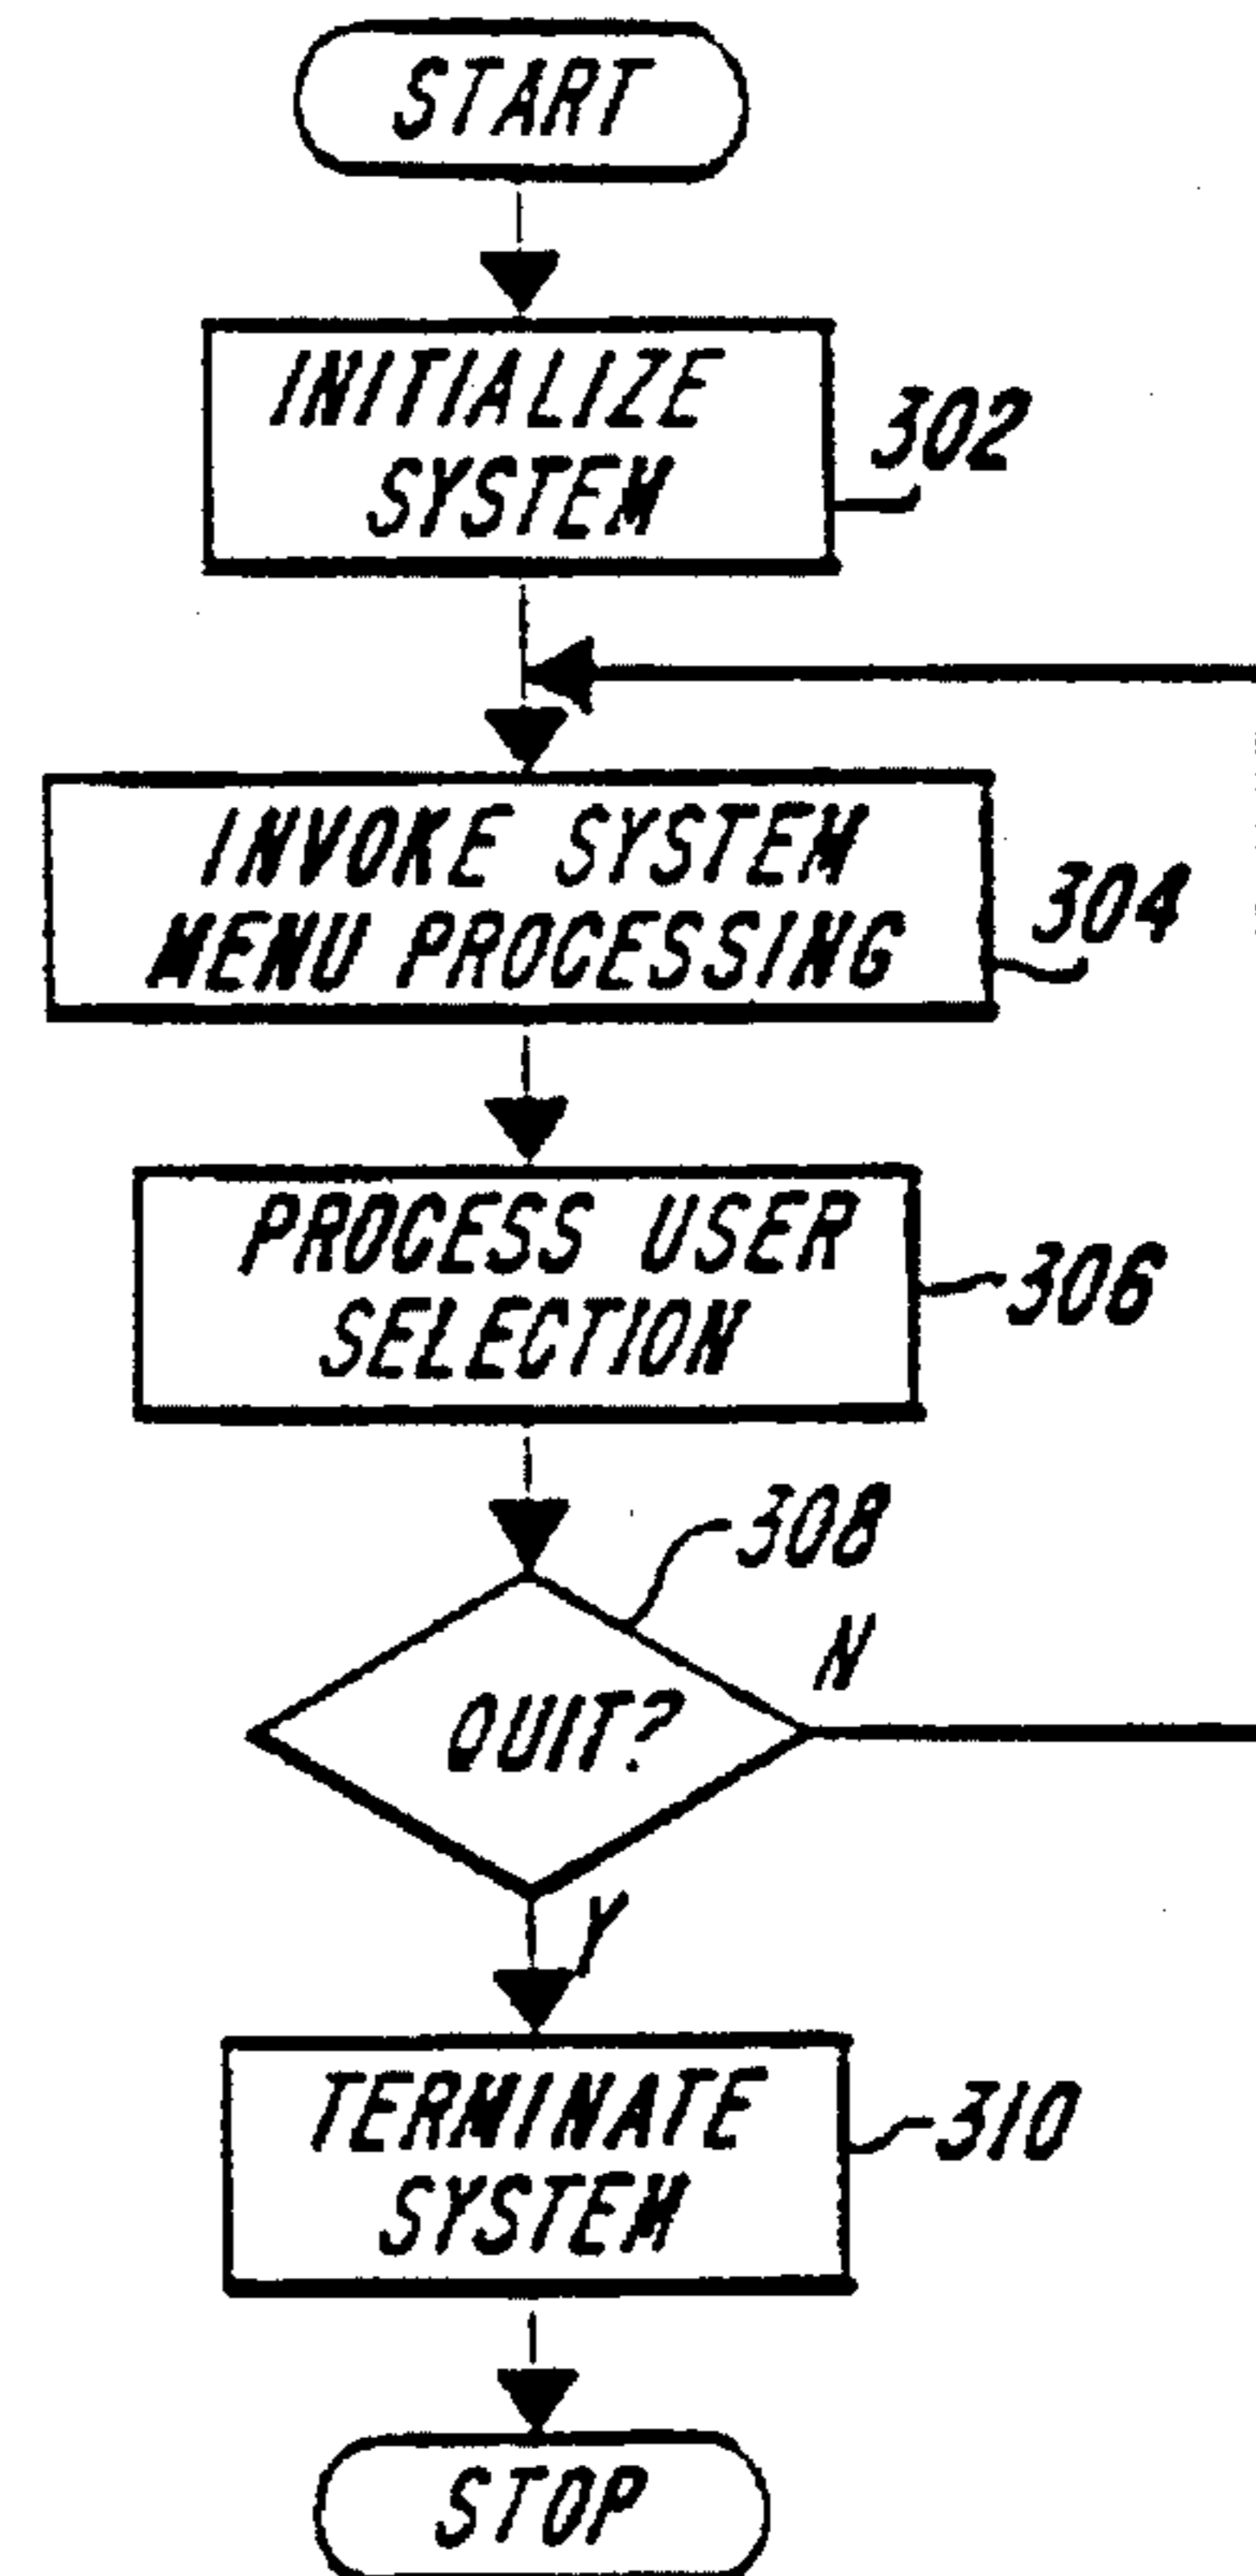 START
INITIALIZE
SYSTEM
302
INVOKE SYSTEM
MENU PROCESSING
304
PROCESS USER
SELECTION
306
308
N
QUIT?
Y
TERMINATE
SYSTEM
310
STOP